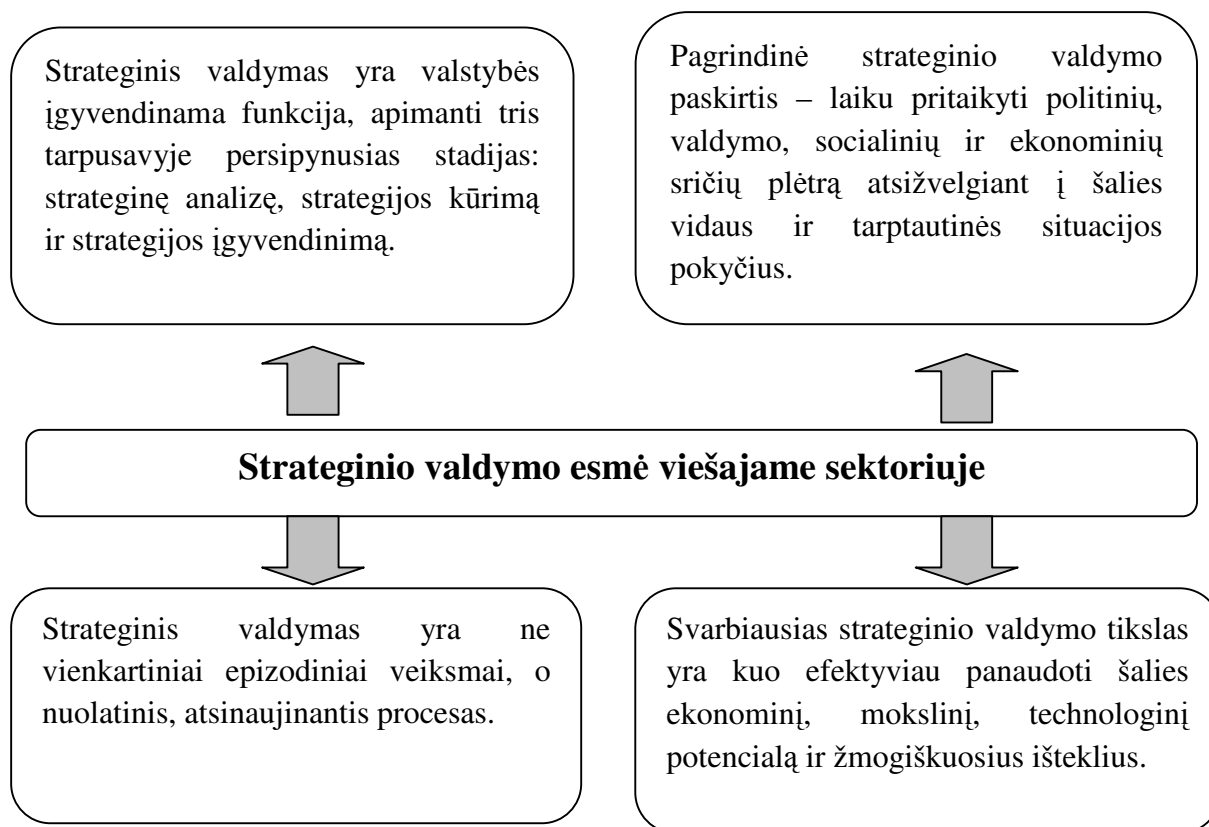 Strateginis valdymas yra valstybės
įgyvendinama funkcija, apimanti tris
tarpusavyje persipynusias stadijas:
strateginę analizę, strategijos kūrimą
ir strategijos įgyvendinimą.
Pagrindinė strateginio valdymo
paskirtis – laiku pritaikyti politinių,
valdymo, socialinių ir ekonominių
sričių plėtrą atsižvelgiant į šalies
vidaus ir tarptautinės situacijos
pokyčius.
Strateginio valdymo esmė viešajame sektoriuje
Strateginis valdymas yra ne
vienkartiniai epizodiniai veiksmai, o
nuolatinis, atsinaujinantis procesas.
Svarbiausias strateginio valdymo tikslas
yra kuo efektyviau panaudoti šalies
ekonominį, mokslinį, technologinį
potencialą ir žmogiškuosius išteklius.